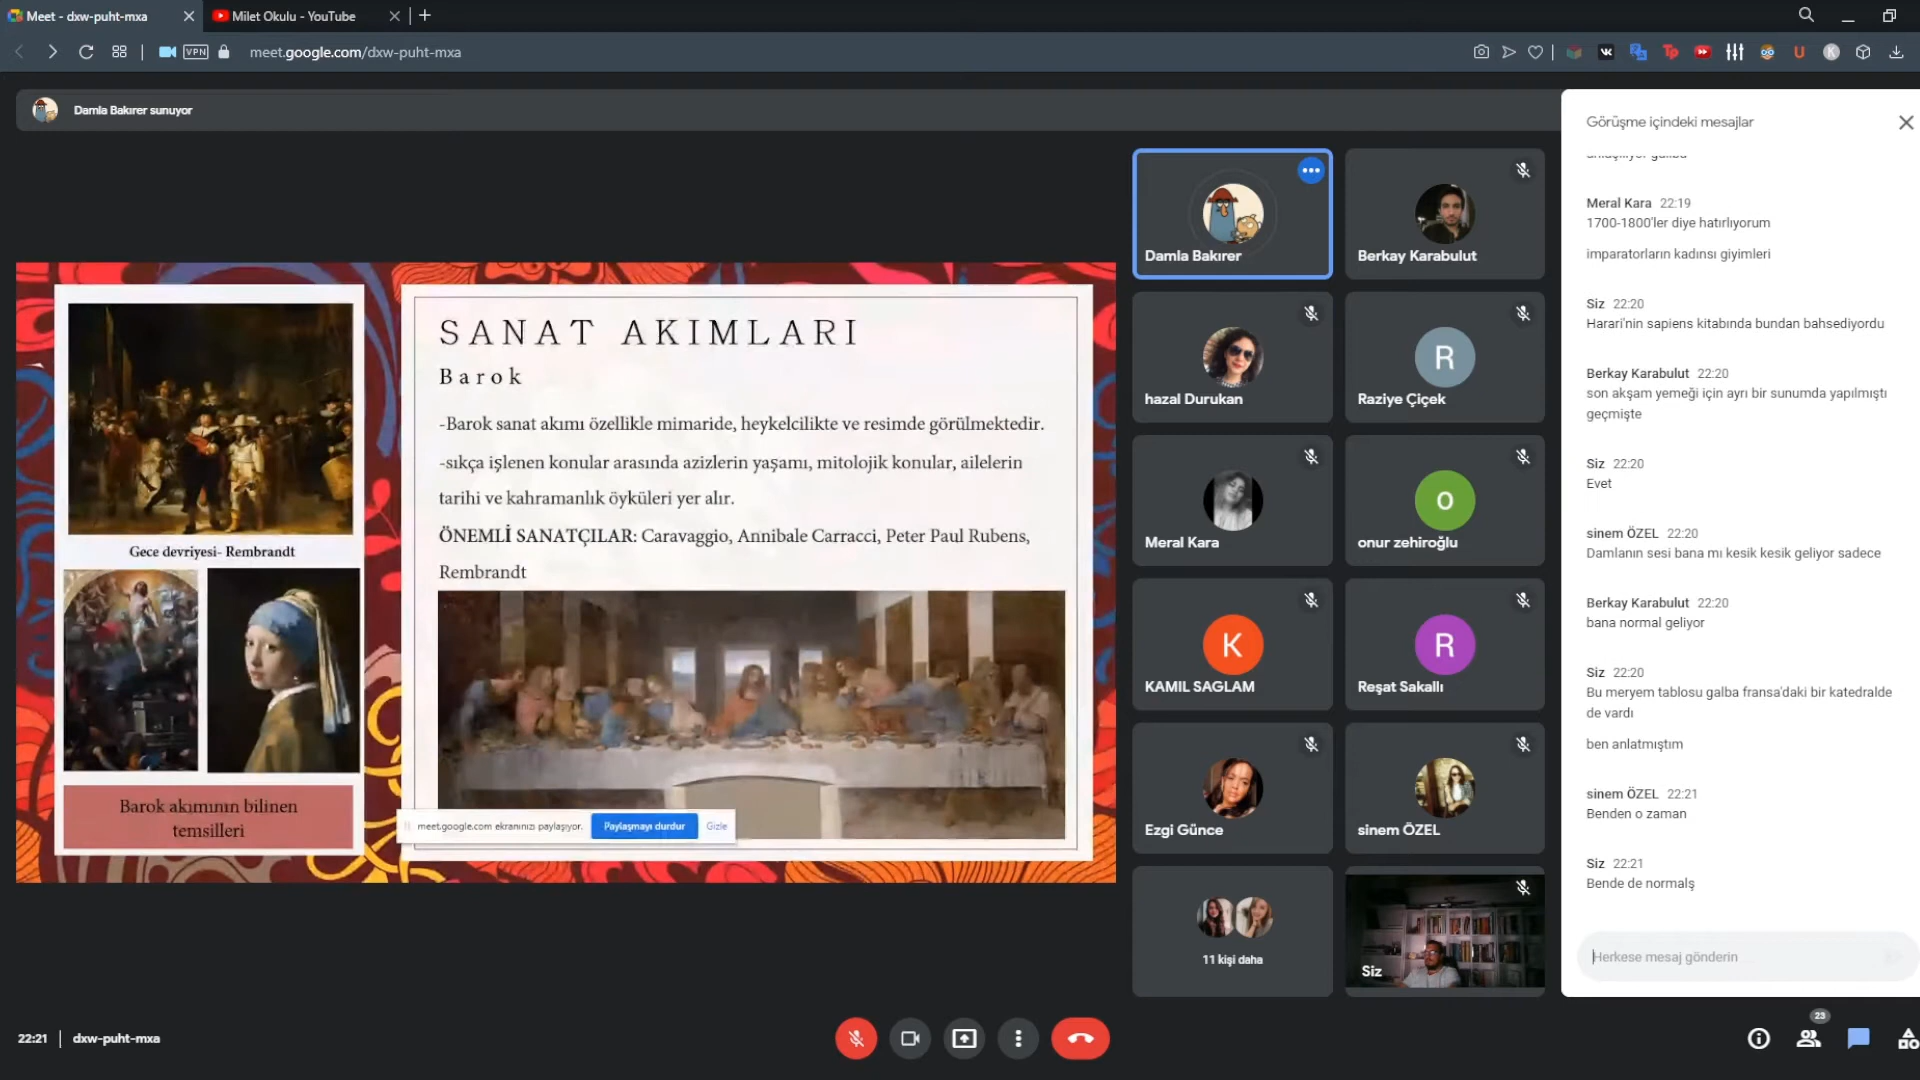 Meet - dxw-puht-mxa
Milet Okulu - YouTube
VPN
meet.google.com/dxw-puht-mxa
Damla Bakırer sunuyor
SANAT AKIMLARI
Barok
-Barok sanat akımı özellikle mimaride, heykelcilikte ve resimde görülmektedir.
-sıkça işlenen konular arasında azizlerin yaşamı, mitolojik konular, ailelerin
tarihi ve kahramanlık öyküleri yer alır.
ÖNEMLİ SANATÇILAR: Caravaggio, Annibale Carracci, Peter Paul Rubens,
Rembrandt
Gece devriyesi- Rembrandt
Barok akımının bilinen
temsilleri
meet.google.com ekranınızı paylaşıyor.
Paylaşmayı durdur
Gizle
Damla Bakırer
Berkay Karabulut
hazal Durukan
R
Raziye Çiçek
Meral Kara
o
onur zehiroğlu
K
KAMIL SAGLAM
R
Reşat Sakallı
Ezgi Günce
sinem ÖZEL
11 kişi daha
Siz
Görüşme içindeki mesajlar
Meral Kara 22:19
1700-1800'ler diye hatırlıyorum
imparatorların kadınsı giyimleri
Siz 22:20
Harari'nin sapiens kitabında bundan bahsediyordu
Berkay Karabulut 22:20
son akşam yemeği için ayrı bir sunumda yapılmıştı
geçmişte
Siz 22:20
Evet
sinem ÖZEL 22:20
Damlanın sesi bana mı kesik kesik geliyor sadece
Berkay Karabulut 22:20
bana normal geliyor
Siz 22:20
Bu meryem tablosu galba fransa'daki bir katedralde
de vardı
ben anlatmıştım
sinem ÖZEL 22:21
Benden o zaman
Siz 22:21
Bende de normalş
Herkese mesaj gönderin
22:21
dxw-puht-mxa
23